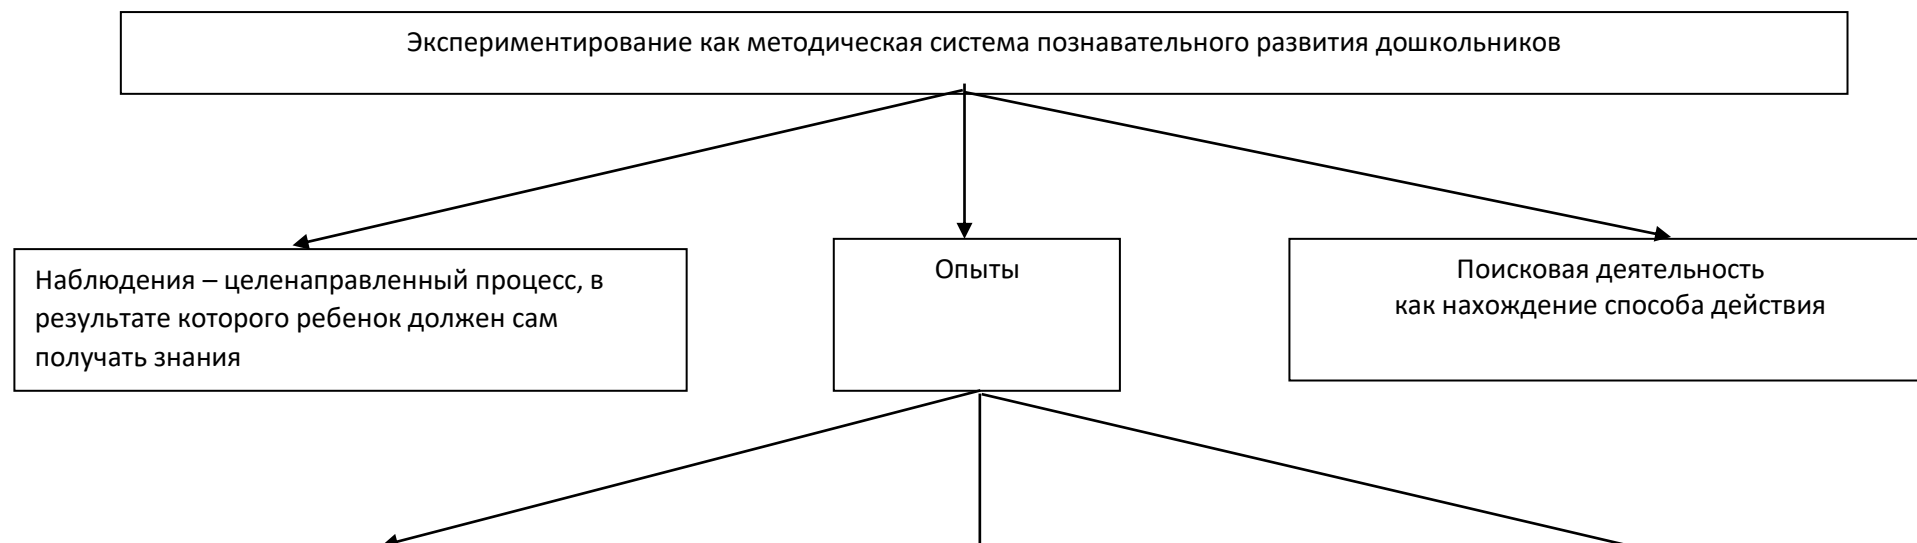 Экспериментирование как методическая система познавательного развития дошкольников
Наблюдения – целенаправленный процесс, в
результате которого ребенок должен сам
получать знания
Опыты
Поисковая деятельность
как нахождение способа действия